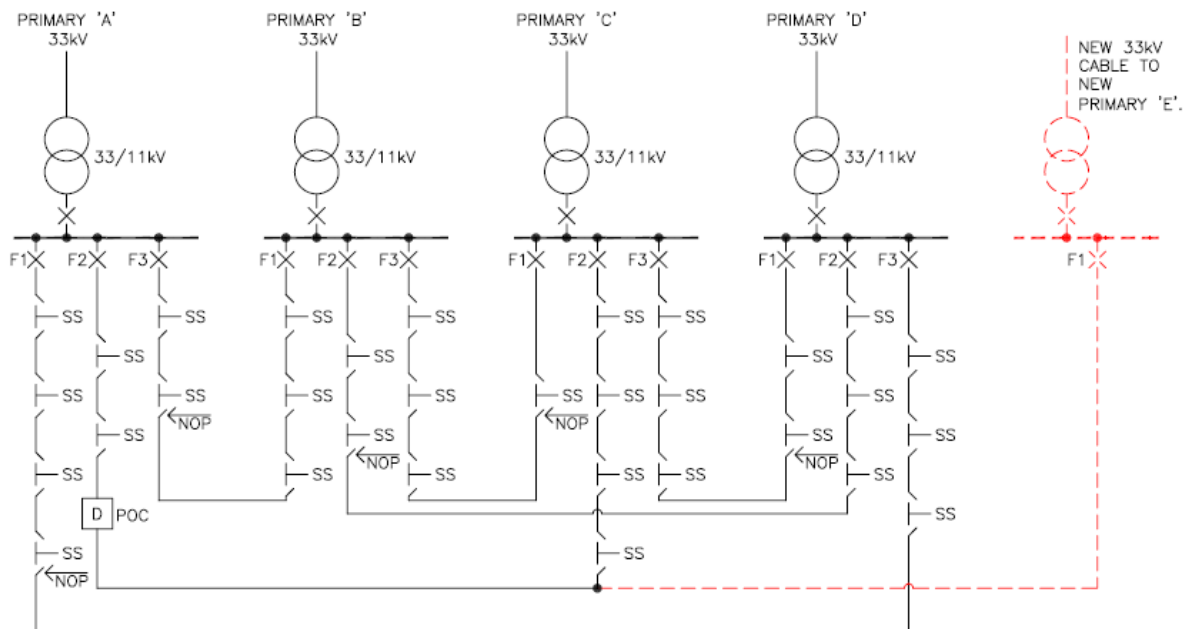 PRIMARY 'A' PRIMARY 'B' PRIMARY 'C' PRIMARY 'D'
33kV 33kV 33kV 33kV
NEW 33kV
CABLE TO
NEW
PRIMARY 'E'.
33/11kV 33/11kV 33/11kV 33/11kV
F1 F2 F3 F1 F2 F3 F1 F2 F3 F1 F2 F3 F1
SS SS SS SS SS SS SS
SS SS SS SS
SS SS SS SS SS SS SS SS
NOP NOP
SS SS SS SS
NOP NOP
SS SS SS SS SS SS
D POC SS
SS SS
NOP